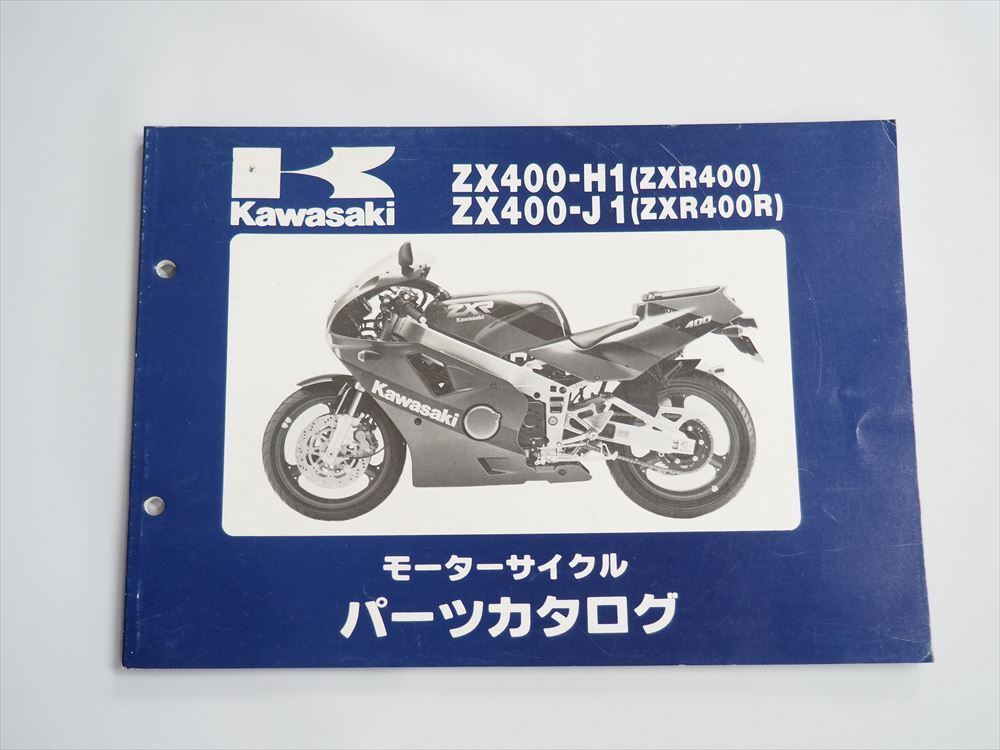 Kawasaki
ZX400-H1(ZXR400)
ZX400-J1(ZXR400R)
ZXR
Kawasaki
400
Kawasaki
モーターサイクル
パーツカタログ